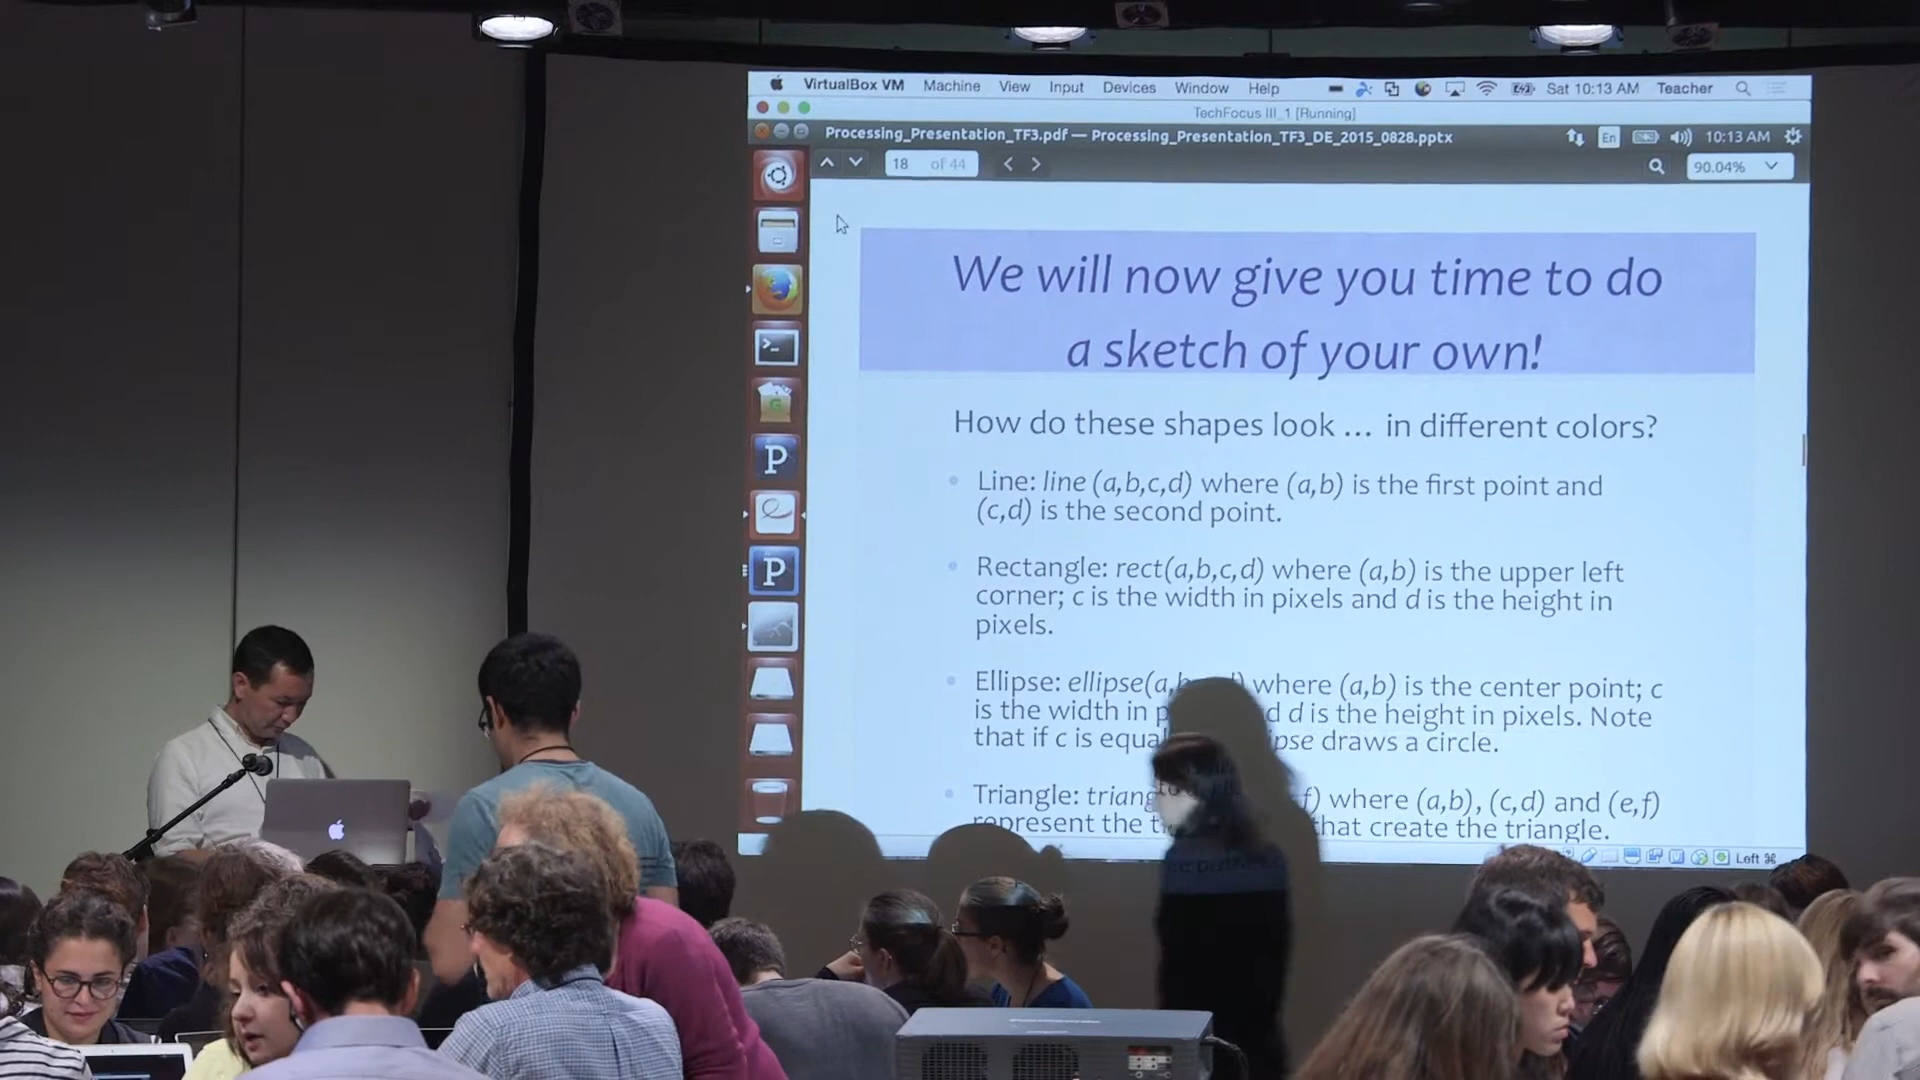 VirtualBox VM Machine View Input Devices Window Help Sat 10:13 AM Teacher
TechFocus III_1 [Running]
Processing_Presentation_TF3.pdf — Processing_Presentation_TF3_DE_2015_0828.pptx En 10:13 AM
18 of 44 90.04%
We will now give you time to do
a sketch of your own!
How do these shapes look ... in different colors?
Line: line (a,b,c,d) where (a,b) is the first point and
(c,d) is the second point.
Rectangle: rect(a,b,c,d) where (a,b) is the upper left
corner; c is the width in pixels and d is the height in
pixels.
Ellipse: ellipse(a, where (a,b) is the center point; c
is the width in d is the height in pixels. Note
that if c is draws a circle.
Triangle: f) where (a,b), (c,d) and (e,f)
represent the that create the triangle.
Left ⌘
P
P